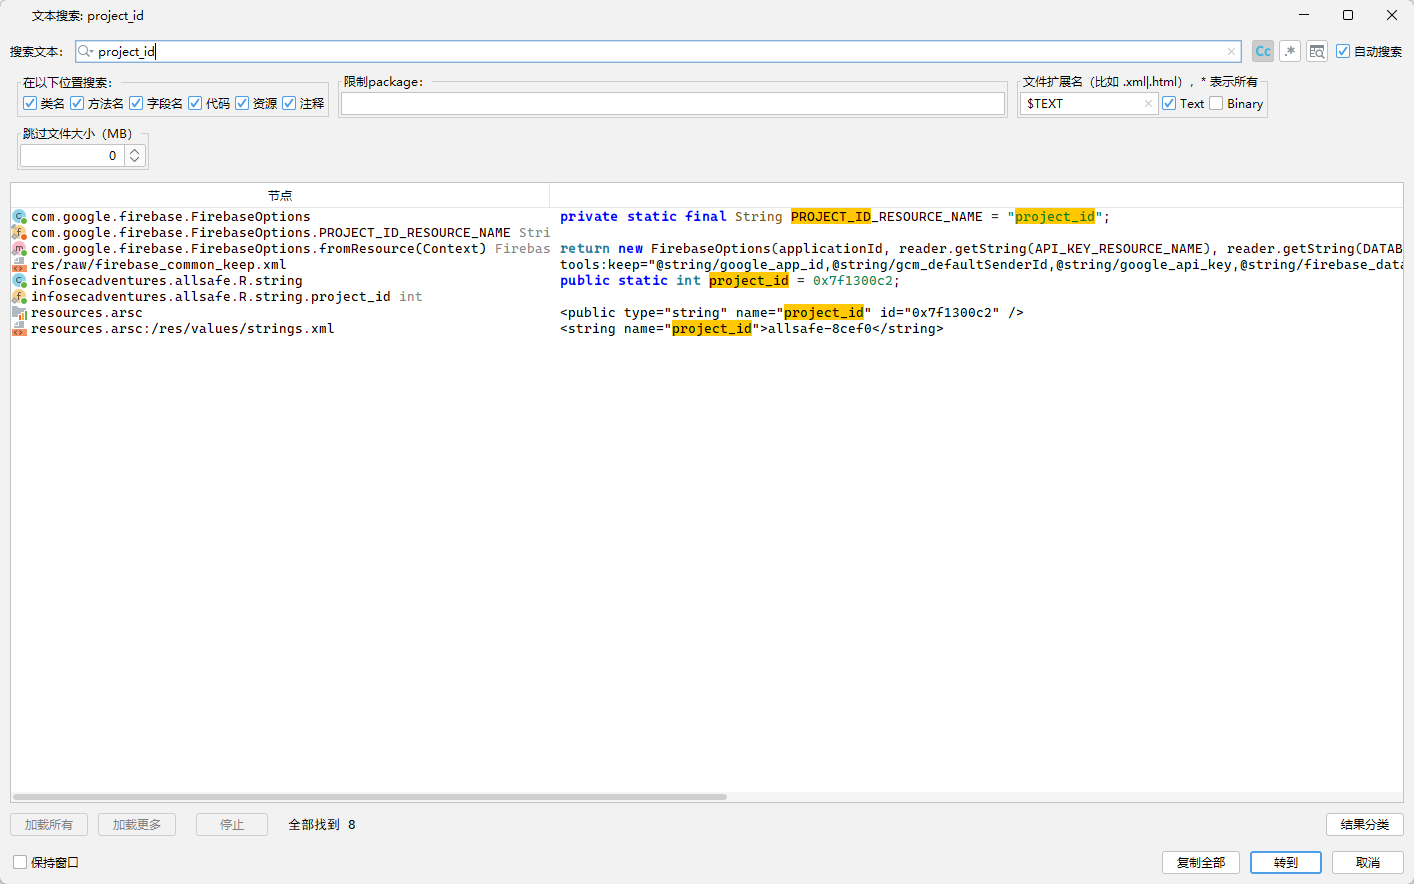 文本搜索: project_id
搜索文本:
project_id
Cc
.*
自动搜索
在以下位置搜索:
类名
方法名
字段名
代码
资源
注释
限制package:
文件扩展名（比如 .xml|.html），* 表示所有
$TEXT
Text
Binary
跳过文件大小（MB）
0
节点
com.google.firebase.FirebaseOptions private static final String PROJECT_ID_RESOURCE_NAME = "project_id";
com.google.firebase.FirebaseOptions.PROJECT_ID_RESOURCE_NAME Stri
com.google.firebase.FirebaseOptions.fromResource(Context) Firebas return new FirebaseOptions(applicationId, reader.getString(API_KEY_RESOURCE_NAME), reader.getString(DATAB
res/raw/firebase_common_keep.xml tools:keep="@string/google_app_id,@string/gcm_defaultSenderId,@string/google_api_key,@string/firebase_data
infosecadventures.allsafe.R.string public static int project_id = 0x7f1300c2;
infosecadventures.allsafe.R.string.project_id int
resources.arsc <public type="string" name="project_id" id="0x7f1300c2" />
resources.arsc:/res/values/strings.xml <string name="project_id">allsafe-8cef0</string>
加载所有
加载更多
停止
全部找到 8
结果分类
保持窗口
复制全部
转到
取消